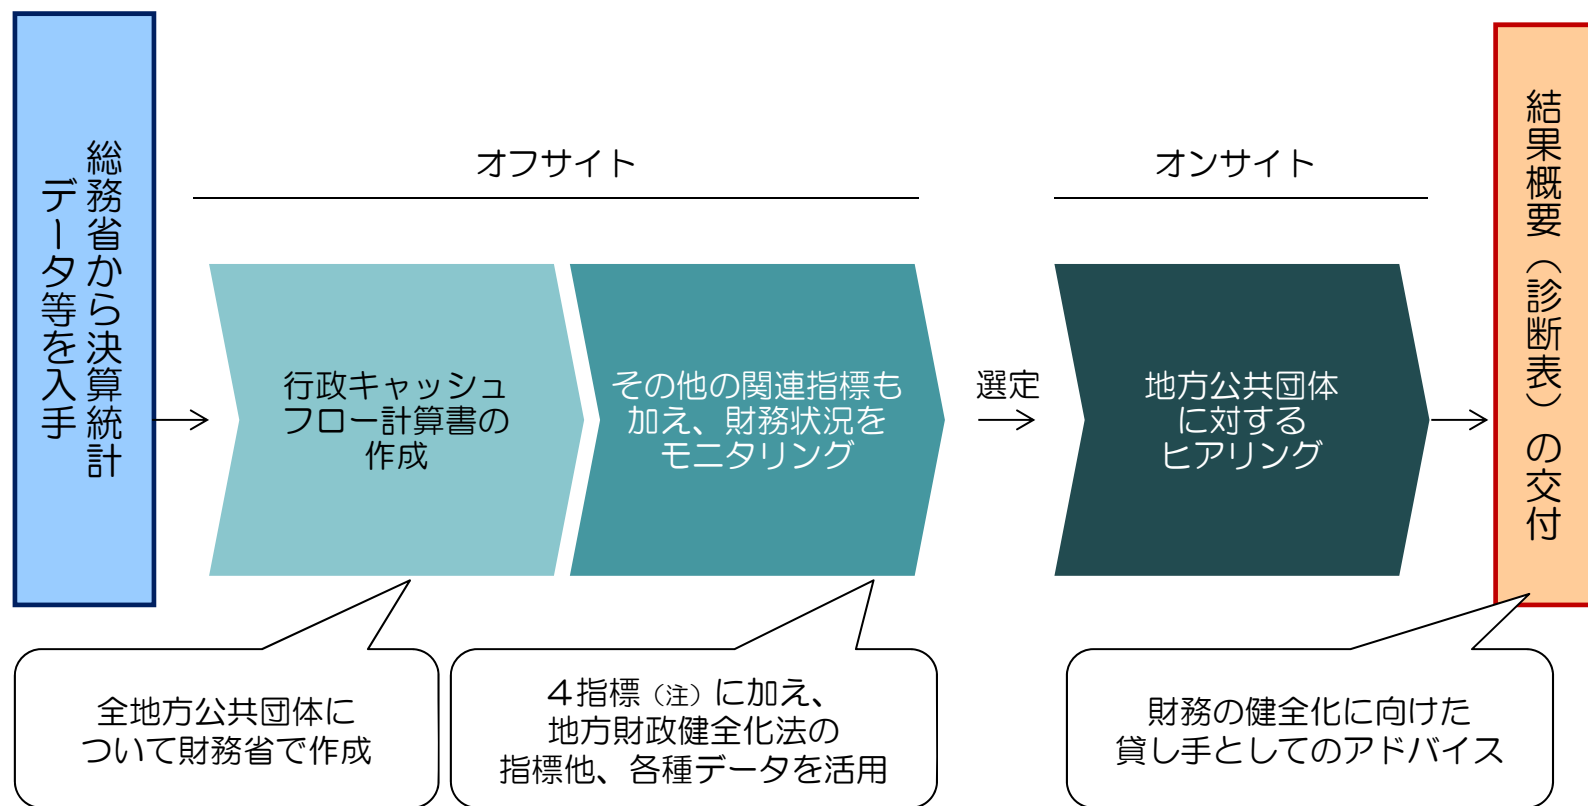 総務省から決算統計
データ等を入手
オフサイト
オンサイト
行政キャッシュ
フロー計算書の
作成
その他の関連指標も
加え、財務状況を
モニタリング
選定
地方公共団体
に対する
ヒアリング
結果概要（診断表）の交付
全地方公共団体に
ついて財務省で作成
４指標（注）に加え、
地方財政健全化法の
指標他、各種データを活用
財務の健全化に向けた
貸し手としてのアドバイス